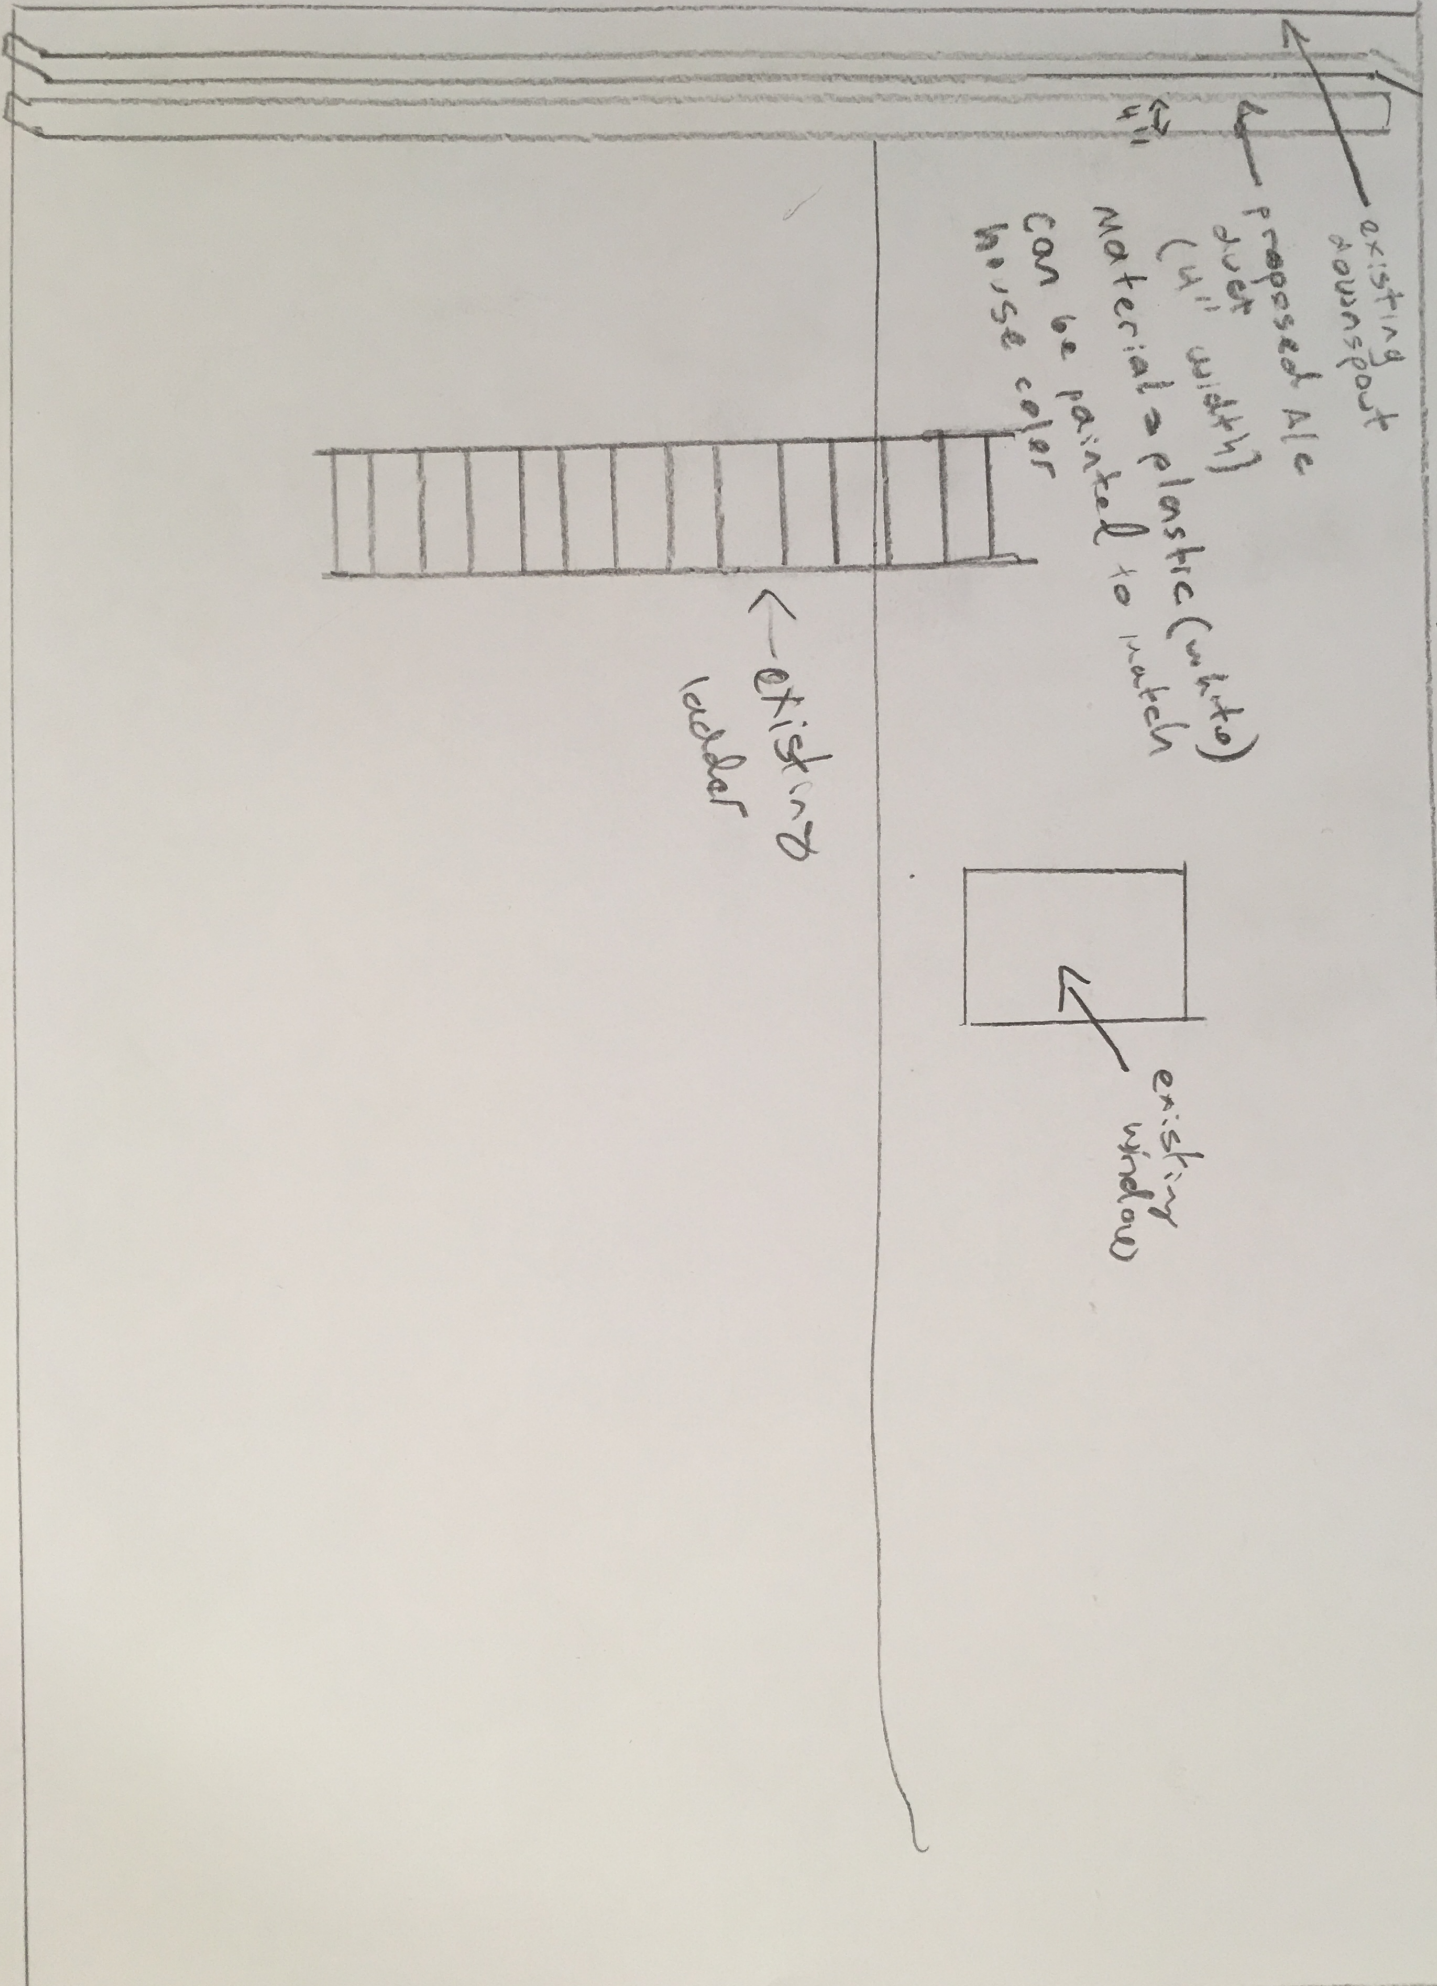 existing
downspout
proposed A/C
duct
(4" width)
Material = plastic (white)
can be painted to match
house color
4"
existing
ladder
existing
window